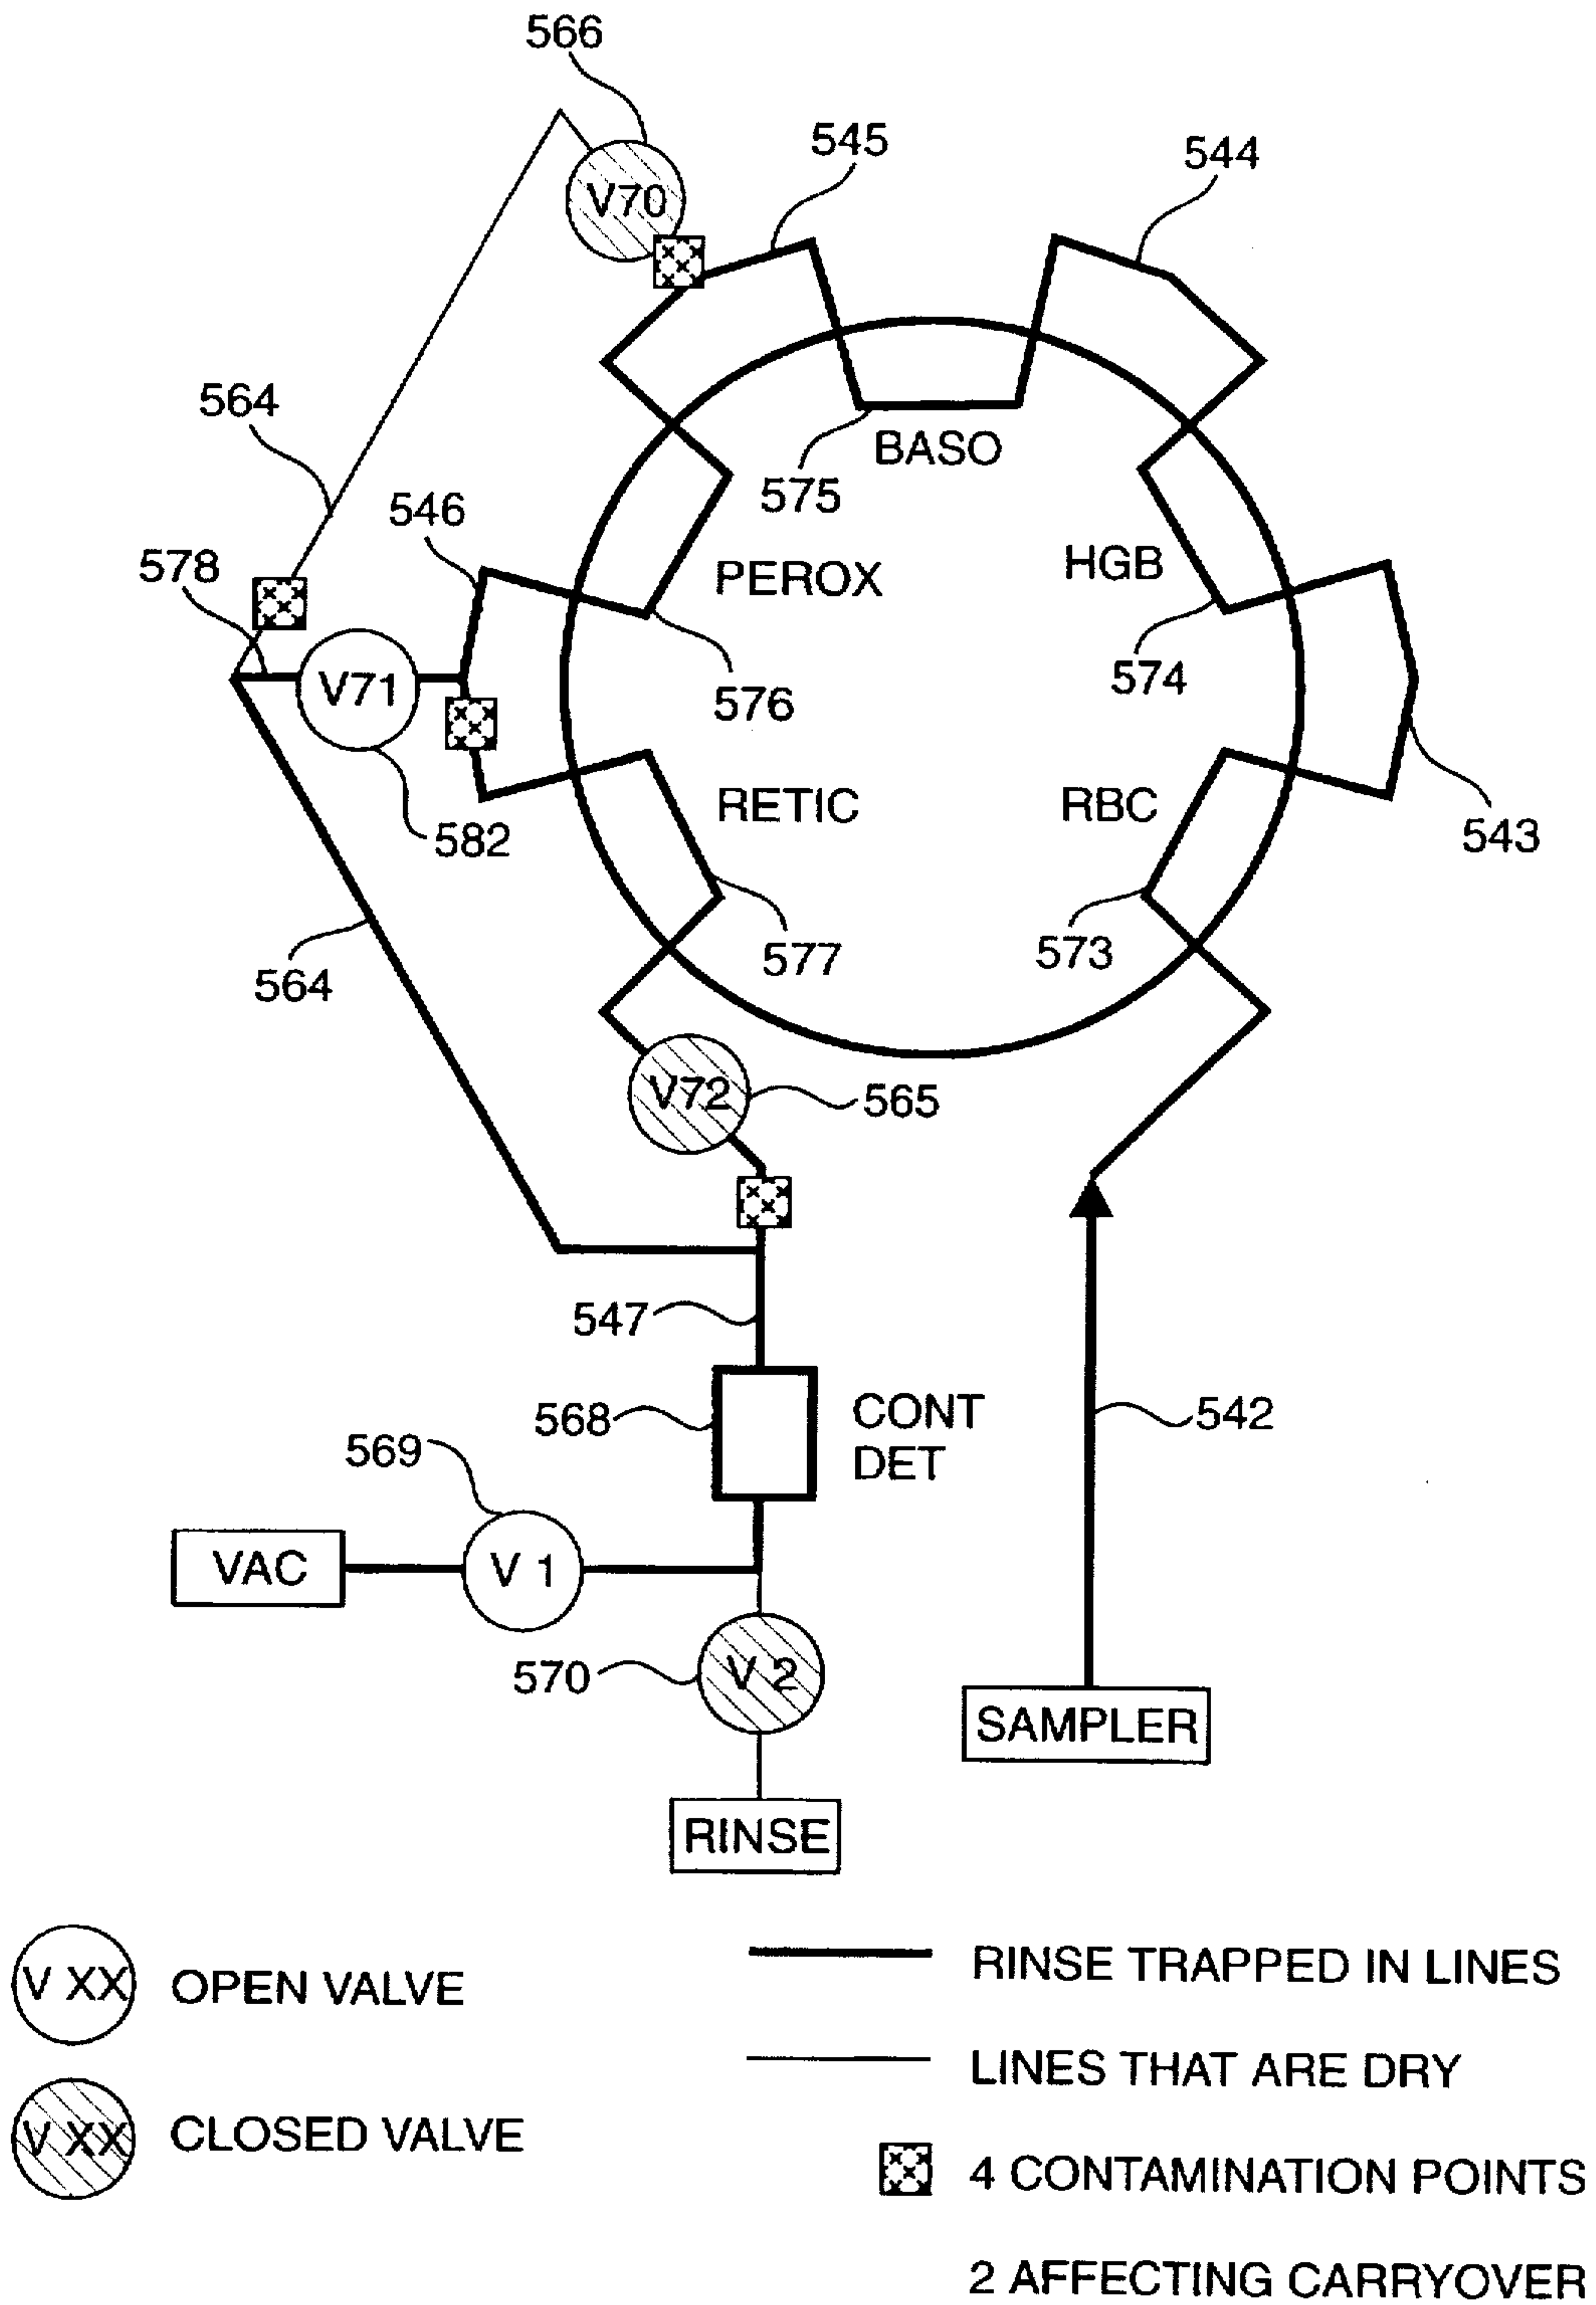 566
545
544
V70
564
575
BASO
546
578
PEROX
HGB
V71
576
574
582
RETIC
RBC
543
577
573
564
V72
565
547
568
CONT
DET
542
569
VAC
V 1
570
V 2
SAMPLER
RINSE
V XX OPEN VALVE
RINSE TRAPPED IN LINES
LINES THAT ARE DRY
V XX CLOSED VALVE
4 CONTAMINATION POINTS
2 AFFECTING CARRYOVER